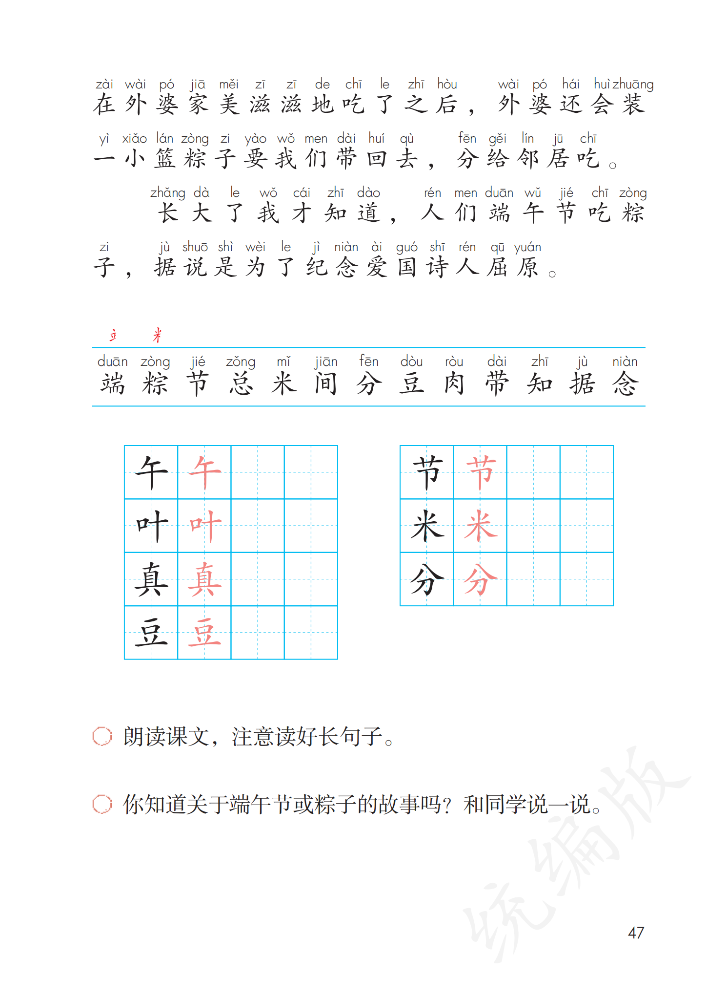 zài wài pó jiā měi zī zī de chī le zhī hòu wài pó hái huì zhuāng
在外婆家美滋滋地吃了之后，外婆还会装
yì xiǎo lán zòng zi yào wǒ men dài huí qù fēn gěi lín jū chī
一小篮粽子要我们带回去，分给邻居吃。
zhǎng dà le wǒ cái zhī dào rén men duān wǔ jié chī zòng
长大了我才知道，人们端午节吃粽
zi jù shuō shì wèi le jì niàn ài guó shī rén qū yuán
子，据说是为了纪念爱国诗人屈原。
立 米
duān zòng jié zǒng mǐ jiān fēn dòu ròu dài zhī jù niàn
端 粽 节 总 米 间 分 豆 肉 带 知 据 念
午 午 节 节
叶 叶 米 米
真 真 分 分
豆 豆
朗读课文，注意读好长句子。
你知道关于端午节或粽子的故事吗？和同学说一说。
统编版
47